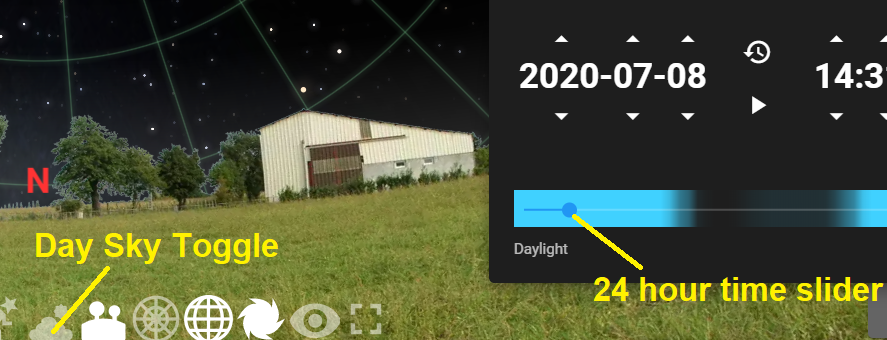 2020-07-08
14:3
N
Day Sky Toggle
Daylight
24 hour time slider